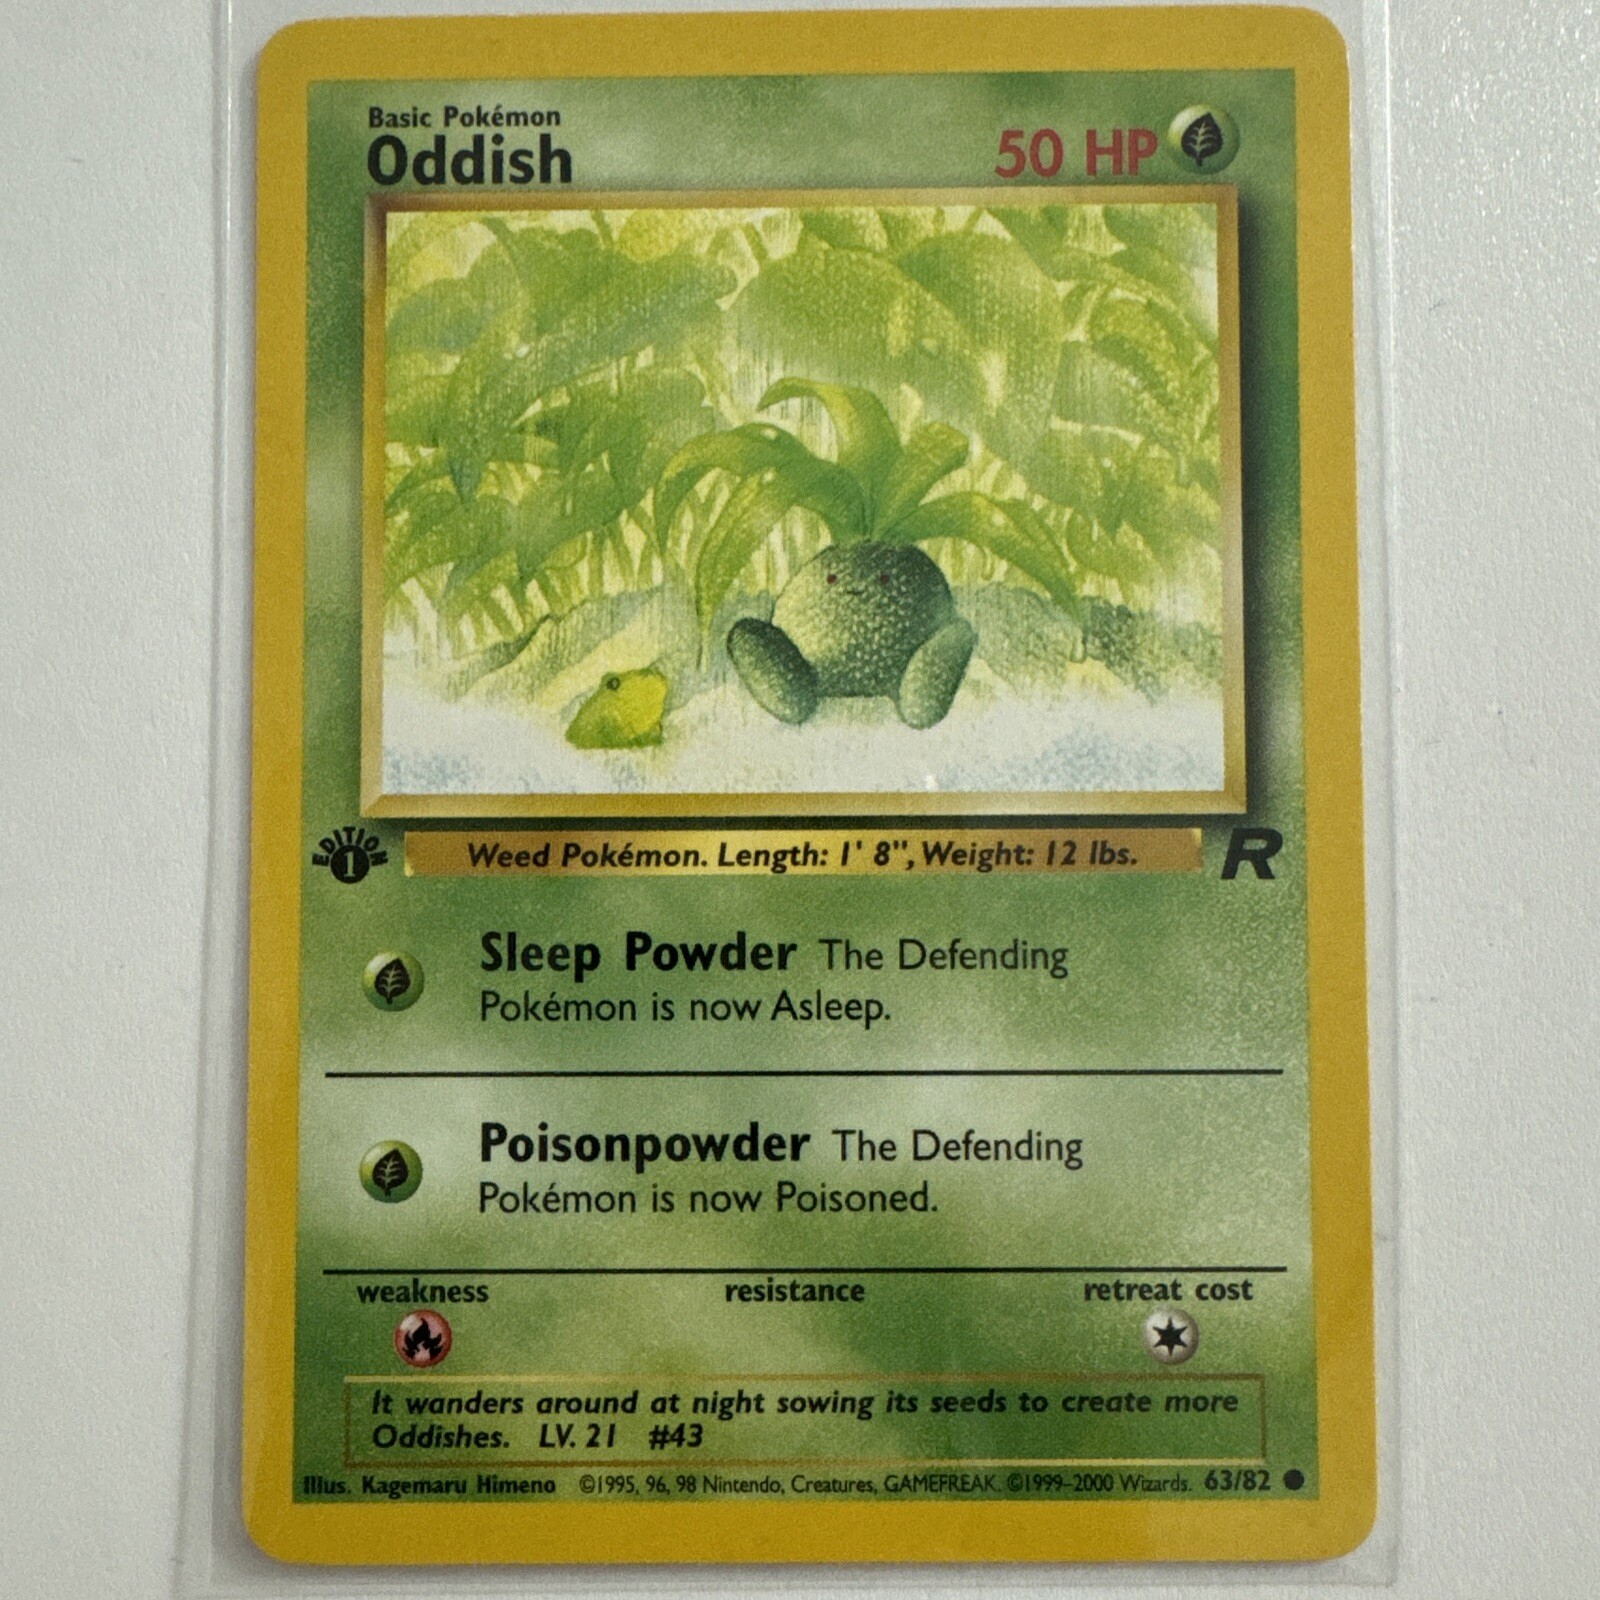 Basic Pokémon
Oddish
50 HP
EDITION
1
Weed Pokémon. Length: 1' 8", Weight: 12 lbs.
R
Sleep Powder The Defending
Pokémon is now Asleep.
Poisonpowder The Defending
Pokémon is now Poisoned.
weakness resistance retreat cost
It wanders around at night sowing its seeds to create more
Oddishes. LV. 21 #43
Illus. Kagemaru Himeno ©1995, 96, 98 Nintendo, Creatures, GAMEFREAK. ©1999–2000 Wizards. 63/82